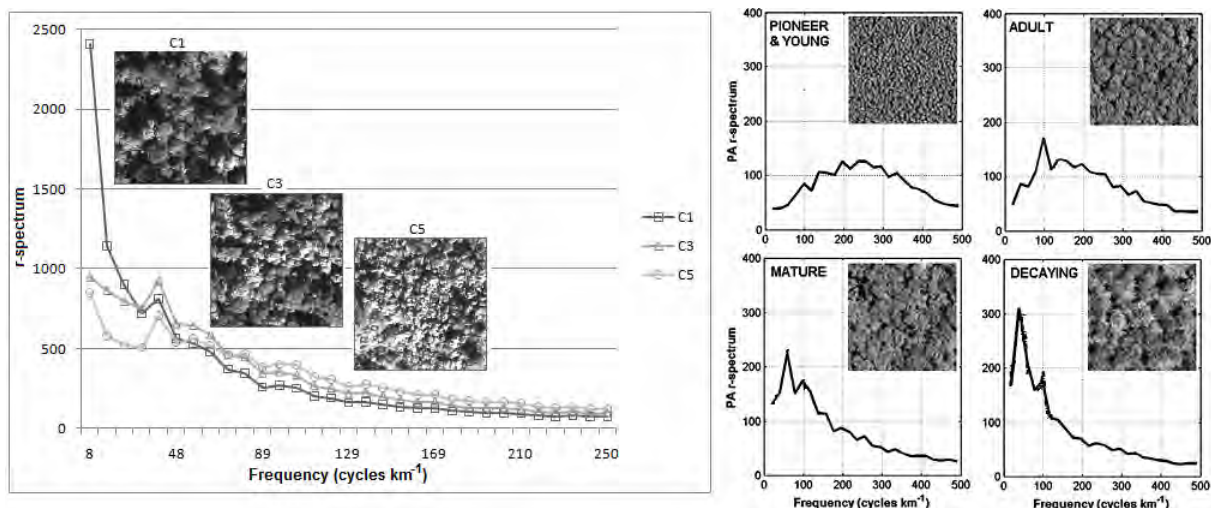 2500
2000
1500
1000
500
0
r-spectrum
C1
C3
C5
C1
C3
C5
8 48 89 129 169 210 250
Frequency (cycles km-1)
400
300
200
100
0
PA r-spectrum
PIONEER
& YOUNG
0 100 200 300 400 500
400
300
200
100
0
ADULT
0 100 200 300 400 500
400
300
200
100
0
PA r-spectrum
MATURE
0 100 200 300 400 500
Frequency (cycles km-1)
400
300
200
100
0
DECAYING
0 100 200 300 400 500
Frequency (cycles km-1)